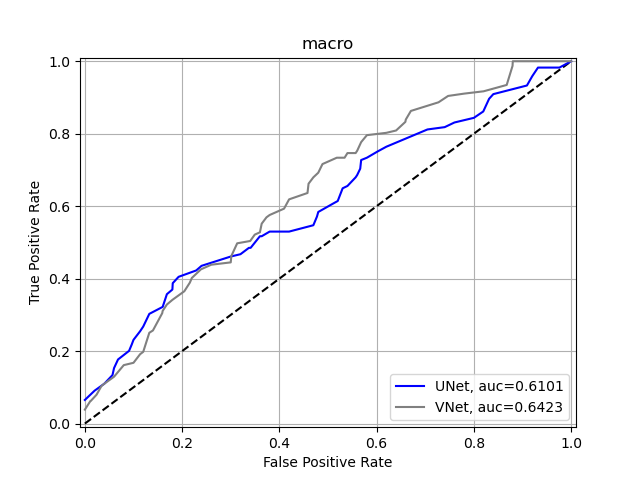 macro
True Positive Rate
1.0
0.8
0.6
0.4
0.2
0.0
0.0 0.2 0.4 0.6 0.8 1.0
False Positive Rate
UNet, auc=0.6101
VNet, auc=0.6423